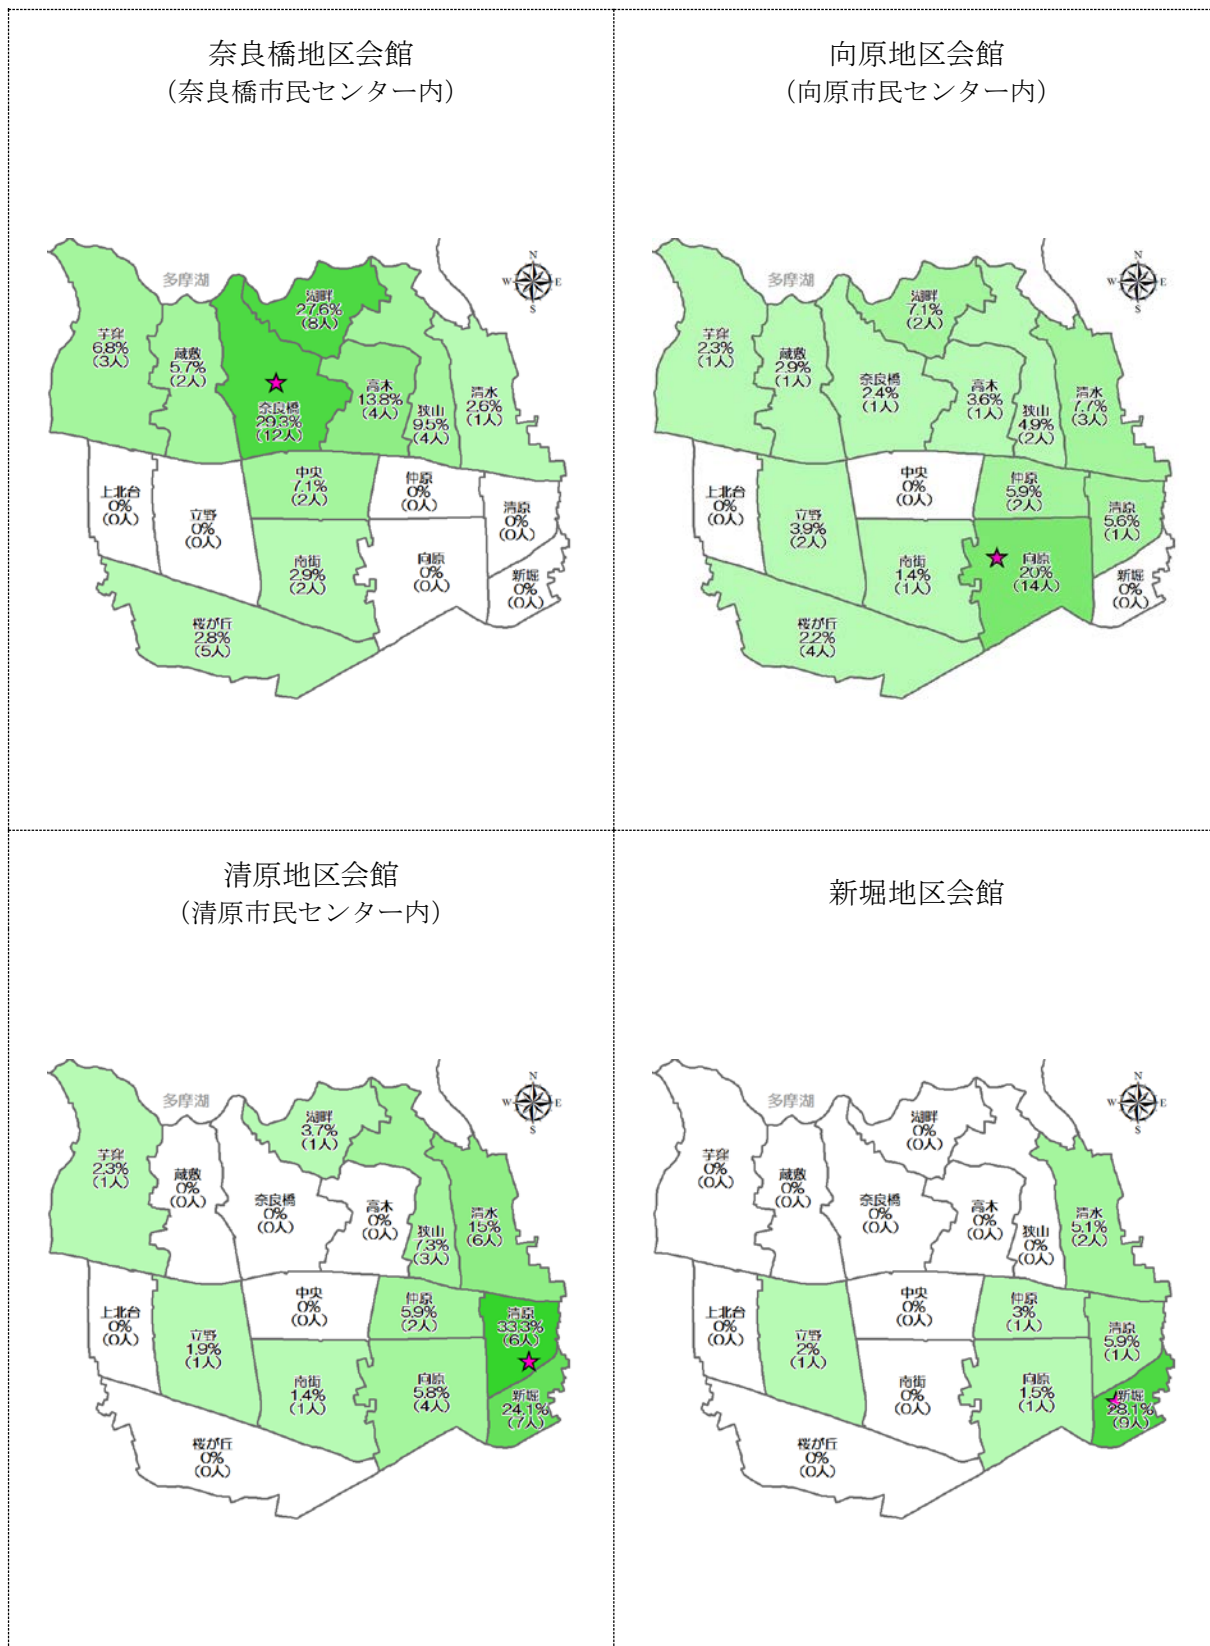 奈良橋地区会館
（奈良橋市民センター内）
多摩湖
N
W
E
S
湖畔
27.6%
(8人)
芋窪
6.8%
(3人)
蔵敷
5.7%
(2人)
奈良橋
29.3%
(12人)
高木
13.8%
(4人)
狭山
9.5%
(4人)
清水
2.6%
(1人)
上北台
0%
(0人)
立野
0%
(0人)
中央
7.1%
(2人)
仲原
0%
(0人)
清原
0%
(0人)
南街
2.9%
(2人)
向原
0%
(0人)
新堀
0%
(0人)
桜が丘
2.8%
(5人)
向原地区会館
（向原市民センター内）
多摩湖
N
W
E
S
湖畔
7.1%
(2人)
芋窪
2.3%
(1人)
蔵敷
2.9%
(1人)
奈良橋
2.4%
(1人)
高木
3.6%
(1人)
狭山
4.9%
(2人)
清水
7.7%
(3人)
上北台
0%
(0人)
立野
3.9%
(2人)
中央
0%
(0人)
仲原
5.9%
(2人)
清原
5.6%
(1人)
南街
1.4%
(1人)
向原
20%
(14人)
新堀
0%
(0人)
桜が丘
2.2%
(4人)
清原地区会館
（清原市民センター内）
多摩湖
N
W
E
S
湖畔
3.7%
(1人)
芋窪
2.3%
(1人)
蔵敷
0%
(0人)
奈良橋
0%
(0人)
高木
0%
(0人)
狭山
7.3%
(3人)
清水
15%
(6人)
上北台
0%
(0人)
立野
1.9%
(1人)
中央
0%
(0人)
仲原
5.9%
(2人)
清原
33.3%
(6人)
南街
1.4%
(1人)
向原
5.8%
(4人)
新堀
24.1%
(7人)
桜が丘
0%
(0人)
新堀地区会館
多摩湖
N
W
E
S
湖畔
0%
(0人)
芋窪
0%
(0人)
蔵敷
0%
(0人)
奈良橋
0%
(0人)
高木
0%
(0人)
狭山
0%
(0人)
清水
5.1%
(2人)
上北台
0%
(0人)
立野
2%
(1人)
中央
0%
(0人)
仲原
3%
(1人)
清原
5.9%
(1人)
南街
0%
(0人)
向原
1.5%
(1人)
新堀
28.1%
(9人)
桜が丘
0%
(0人)